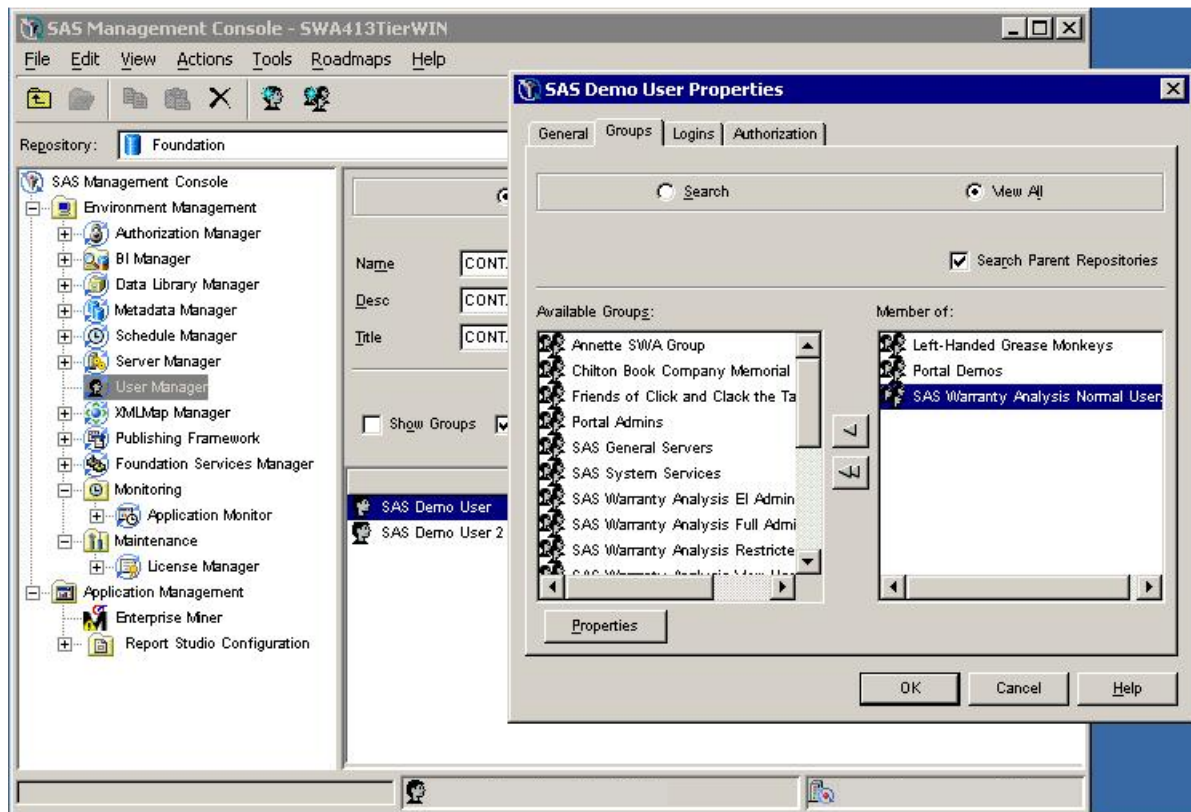 SAS Management Console - SWA413TierWIN
File Edit View Actions Tools Roadmaps Help
Repository: Foundation
SAS Management Console
Environment Management
Authorization Manager
BI Manager
Data Library Manager
Metadata Manager
Schedule Manager
Server Manager
User Manager
XMLMap Manager
Publishing Framework
Foundation Services Manager
Monitoring
Application Monitor
Maintenance
License Manager
Application Management
Enterprise Miner
Report Studio Configuration
Name CONT
Desc CONT
Title CONT
Show Groups
SAS Demo User
SAS Demo User 2
SAS Demo User Properties
General Groups Logins Authorization
Search View All
Search Parent Repositories
Available Groups:
Annette SWA Group
Chilton Book Company Memorial
Friends of Click and Clack the Ta
Portal Admins
SAS General Servers
SAS System Services
SAS Warranty Analysis EI Admin
SAS Warranty Analysis Full Admi
SAS Warranty Analysis Restricte
Member of:
Left-Handed Grease Monkeys
Portal Demos
SAS Warranty Analysis Normal Users
Properties
OK Cancel Help